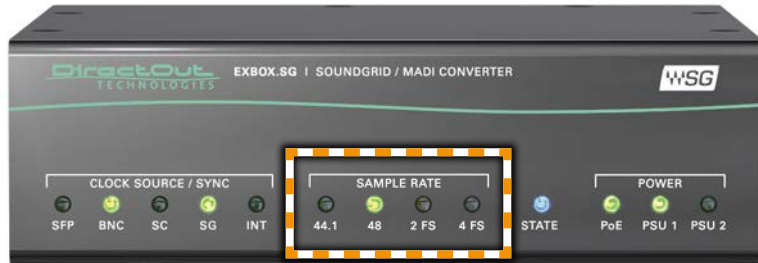 DirectOut
TECHNOLOGIES
EXBOX.SG I SOUNDGRID / MADI CONVERTER
SG
CLOCK SOURCE / SYNC
SAMPLE RATE
POWER
SFP BNC SC SG INT
44.1 48 2 FS 4 FS
STATE
PoE PSU 1 PSU 2